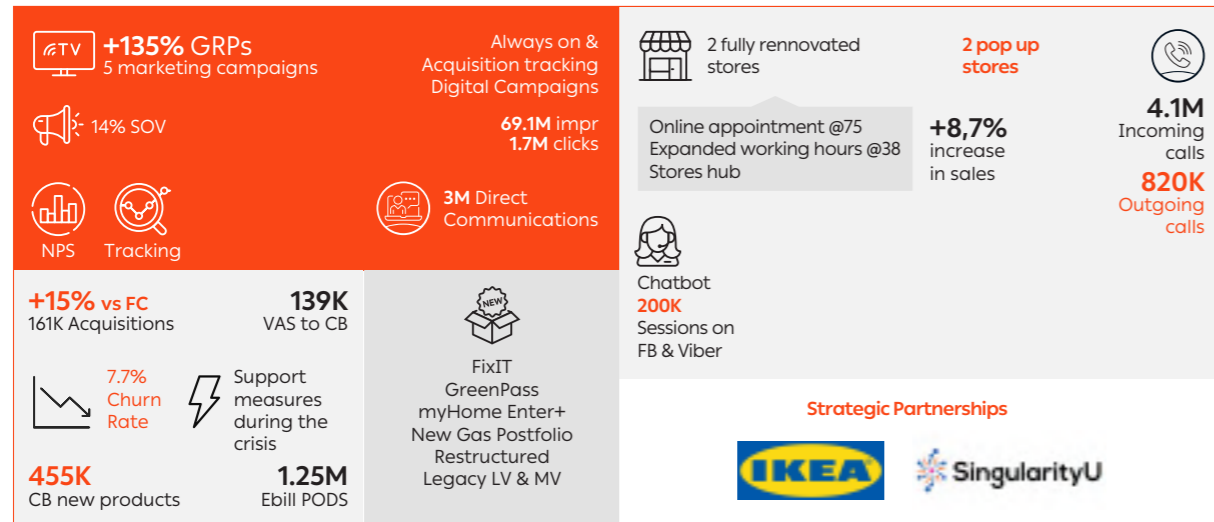 TV
+135% GRPs
5 marketing campaigns
14% SOV
NPS
Tracking
Always on &
Acquisition tracking
Digital Campaigns
69.1M impr
1.7M clicks
3M Direct
Communications
2 fully rennovated
stores
2 pop up
stores
Online appointment @75
Expanded working hours @38
Stores hub
+8,7%
increase
in sales
4.1M
Incoming
calls
820K
Outgoing
calls
Chatbot
200K
Sessions on
FB & Viber
+15% vs FC
161K Acquisitions
139K
VAS to CB
7.7%
Churn
Rate
Support
measures
during the
crisis
455K
CB new products
1.25M
Ebill PODS
NEW
FixIT
GreenPass
myHome Enter+
New Gas Postfolio
Restructured
Legacy LV & MV
Strategic Partnerships
IKEA
SingularityU